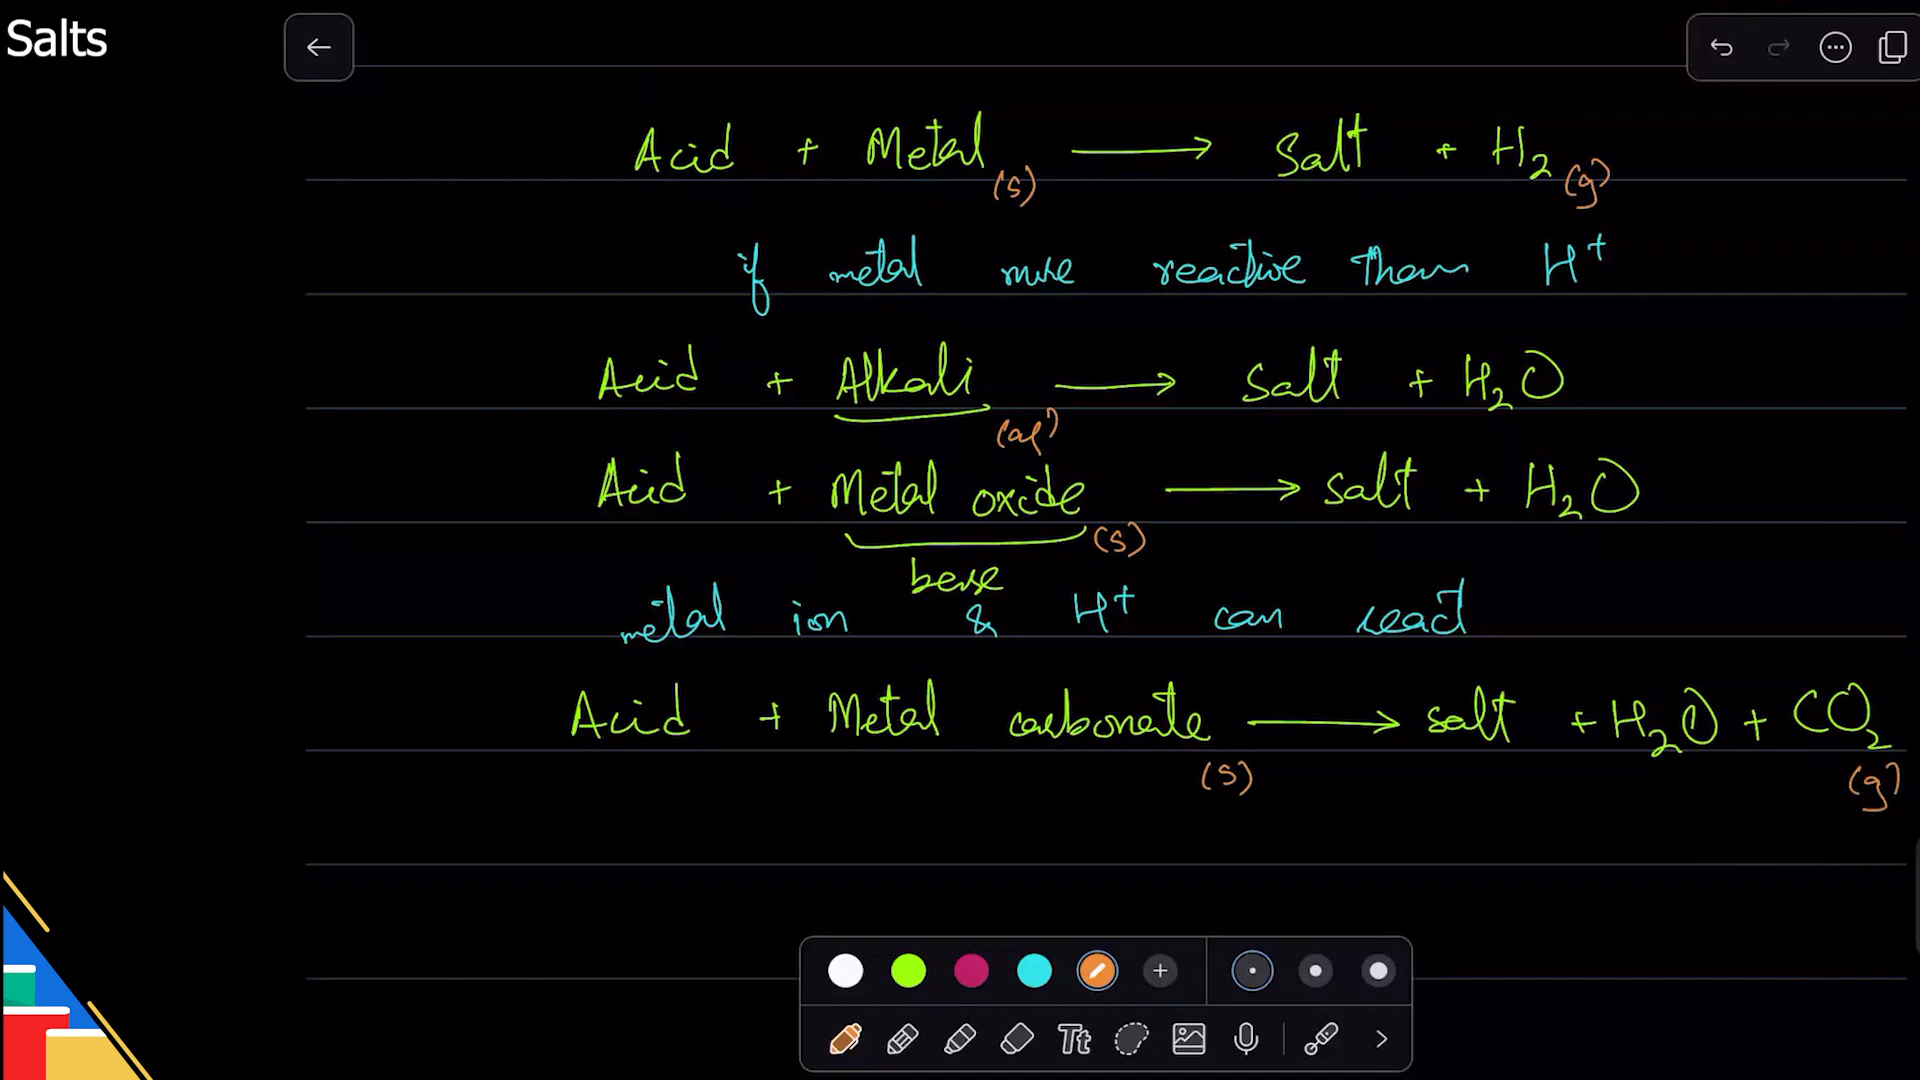 Salts
Acid + Metal (s) ⟶ Salt + H₂ (g)
if metal more reactive than H⁺
Acid + Alkali (aq) ⟶ Salt + H₂O
Acid + Metal oxide (s) ⟶ salt + H₂O
base
metal ion & H⁺ can react
Acid + Metal carbonate (s) ⟶ salt + H₂O + CO₂ (g)
Tt